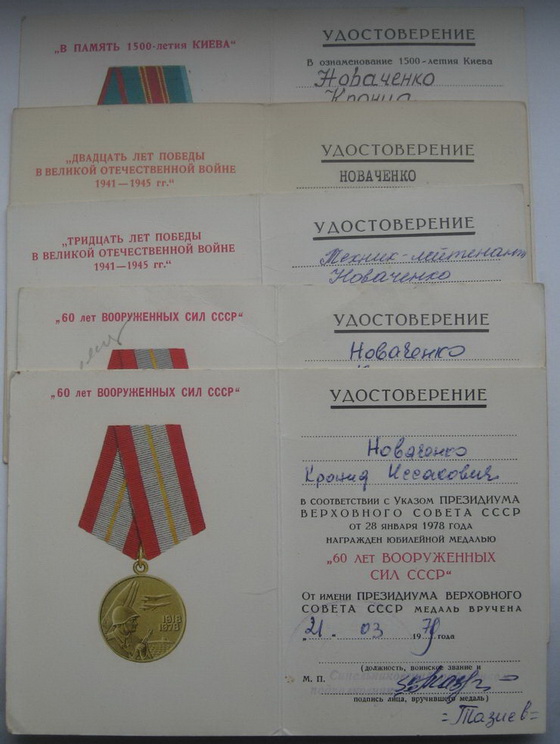 „В ПАМЯТЬ 1500-летия КИЕВА“
УДОСТОВЕРЕНИЕ
В ознаменование 1500-летия Киева
Новаченко
Кронид
„ДВАДЦАТЬ ЛЕТ ПОБЕДЫ
В ВЕЛИКОЙ ОТЕЧЕСТВЕННОЙ ВОЙНЕ
1941—1945 гг.“
УДОСТОВЕРЕНИЕ
НОВАЧЕНКО
„ТРИДЦАТЬ ЛЕТ ПОБЕДЫ
В ВЕЛИКОЙ ОТЕЧЕСТВЕННОЙ ВОЙНЕ
1941—1945 гг.“
УДОСТОВЕРЕНИЕ
Техник-лейтенант
Новаченко
„60 лет ВООРУЖЕННЫХ СИЛ СССР“
УДОСТОВЕРЕНИЕ
Новаченко
„60 лет ВООРУЖЕННЫХ СИЛ СССР“
1918
1978
УДОСТОВЕРЕНИЕ
Новаченко
Кронид Иссакович
В СООТВЕТСТВИИ С УКАЗОМ ПРЕЗИДИУМА
ВЕРХОВНОГО СОВЕТА СССР
ОТ 28 ЯНВАРЯ 1978 ГОДА
НАГРАЖДЕН ЮБИЛЕЙНОЙ МЕДАЛЬЮ
„60 ЛЕТ ВООРУЖЕННЫХ
СИЛ СССР“
ОТ ИМЕНИ ПРЕЗИДИУМА ВЕРХОВНОГО
СОВЕТА СССР МЕДАЛЬ ВРУЧЕНА
„21. 03 1979 года
(должность, воинское звание и
М. П.
подпись лица, вручившего медаль)
=Тазиев=